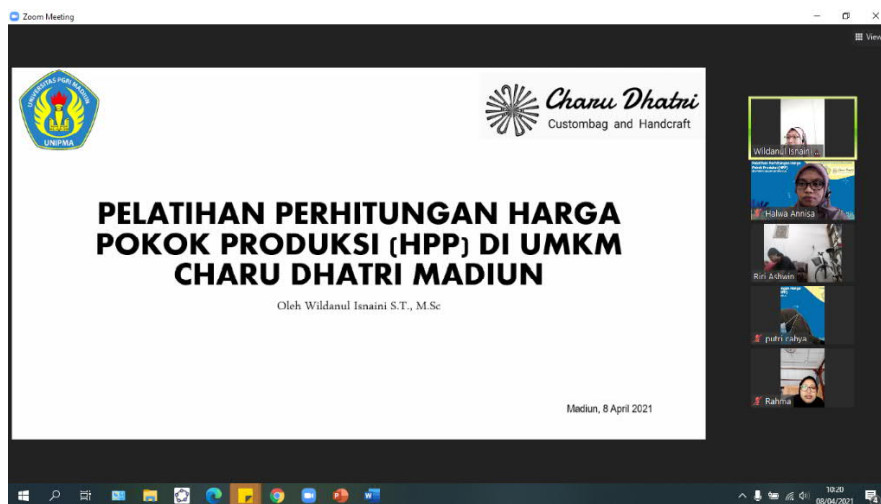 Zoom Meeting
View
UNIVERSITAS PGRI MADIUN
UNIPMA
Charu Dhatri
Custombag and Handcraft
PELATIHAN PERHITUNGAN HARGA
POKOK PRODUKSI (HPP) DI UMKM
CHARU DHATRI MADIUN
Oleh Wildanul Isnaini S.T., M.Sc
Madiun, 8 April 2021
Wildanul Isnaini ...
Halwa Annisa
Riri Ashwin
putri cahya
Rahma
10:20
08/04/2021